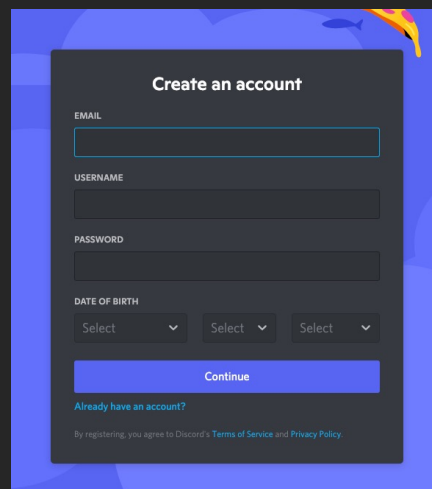 Create an account
EMAIL
USERNAME
PASSWORD
DATE OF BIRTH
Select Select Select
Continue
Already have an account?
By registering, you agree to Discord's Terms of Service and Privacy Policy.